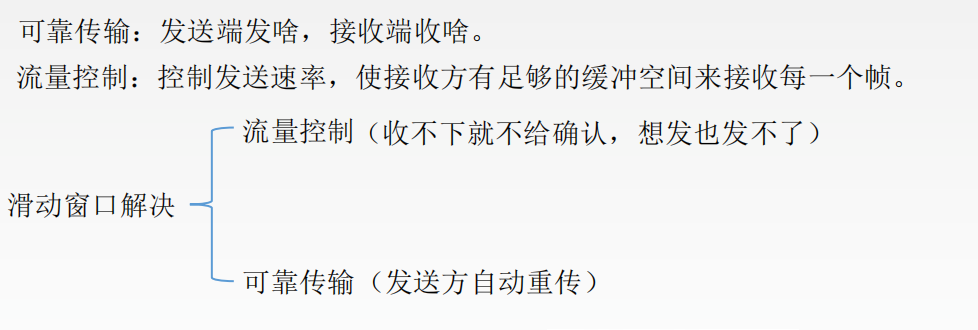 可靠传输：发送端发啥，接收端收啥。
流量控制：控制发送速率，使接收方有足够的缓冲空间来接收每一个帧。
流量控制（收不下就不给确认，想发也发不了）
滑动窗口解决
可靠传输（发送方自动重传）